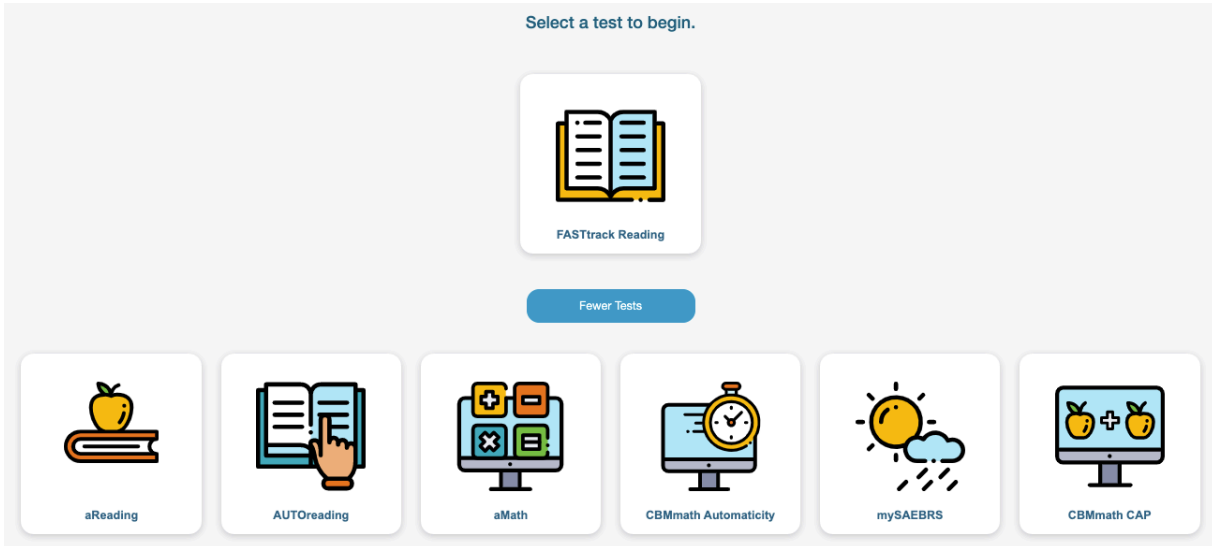 Select a test to begin.
FASTtrack Reading
Fewer Tests
aReading
AUTOreading
aMath
CBMmath Automaticity
mySAEBRS
CBMmath CAP